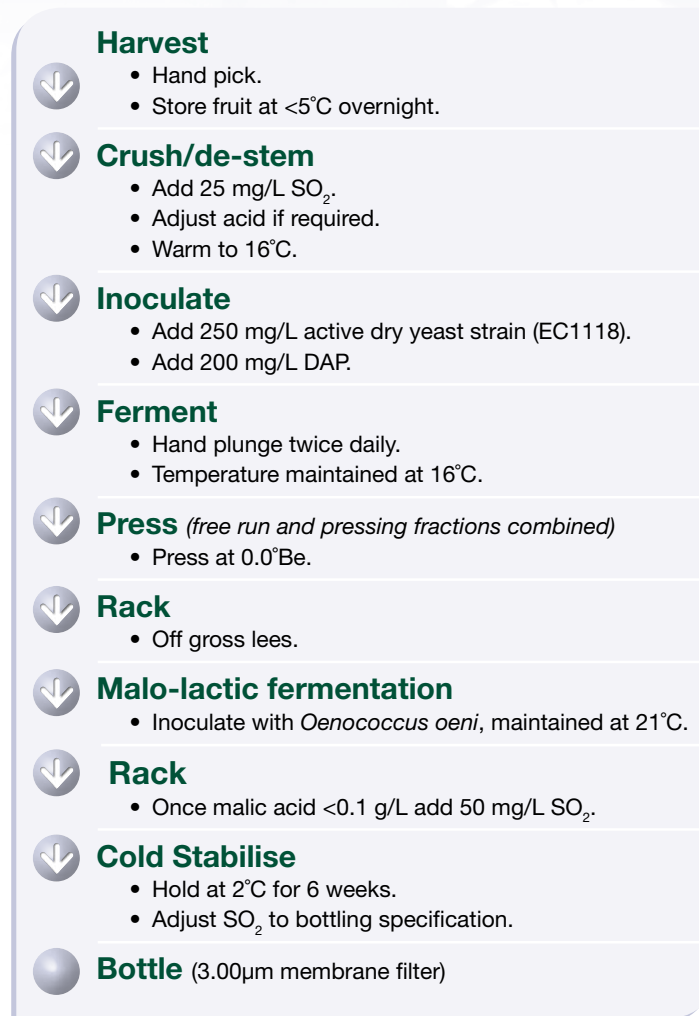 Harvest
• Hand pick.
• Store fruit at <5˚C overnight.
Crush/de-stem
• Add 25 mg/L SO₂.
• Adjust acid if required.
• Warm to 16˚C.
Inoculate
• Add 250 mg/L active dry yeast strain (EC1118).
• Add 200 mg/L DAP.
Ferment
• Hand plunge twice daily.
• Temperature maintained at 16˚C.
Press (free run and pressing fractions combined)
• Press at 0.0˚Be.
Rack
• Off gross lees.
Malo-lactic fermentation
• Inoculate with Oenococcus oeni, maintained at 21˚C.
Rack
• Once malic acid <0.1 g/L add 50 mg/L SO₂.
Cold Stabilise
• Hold at 2˚C for 6 weeks.
• Adjust SO₂ to bottling specification.
Bottle (3.00µm membrane filter)